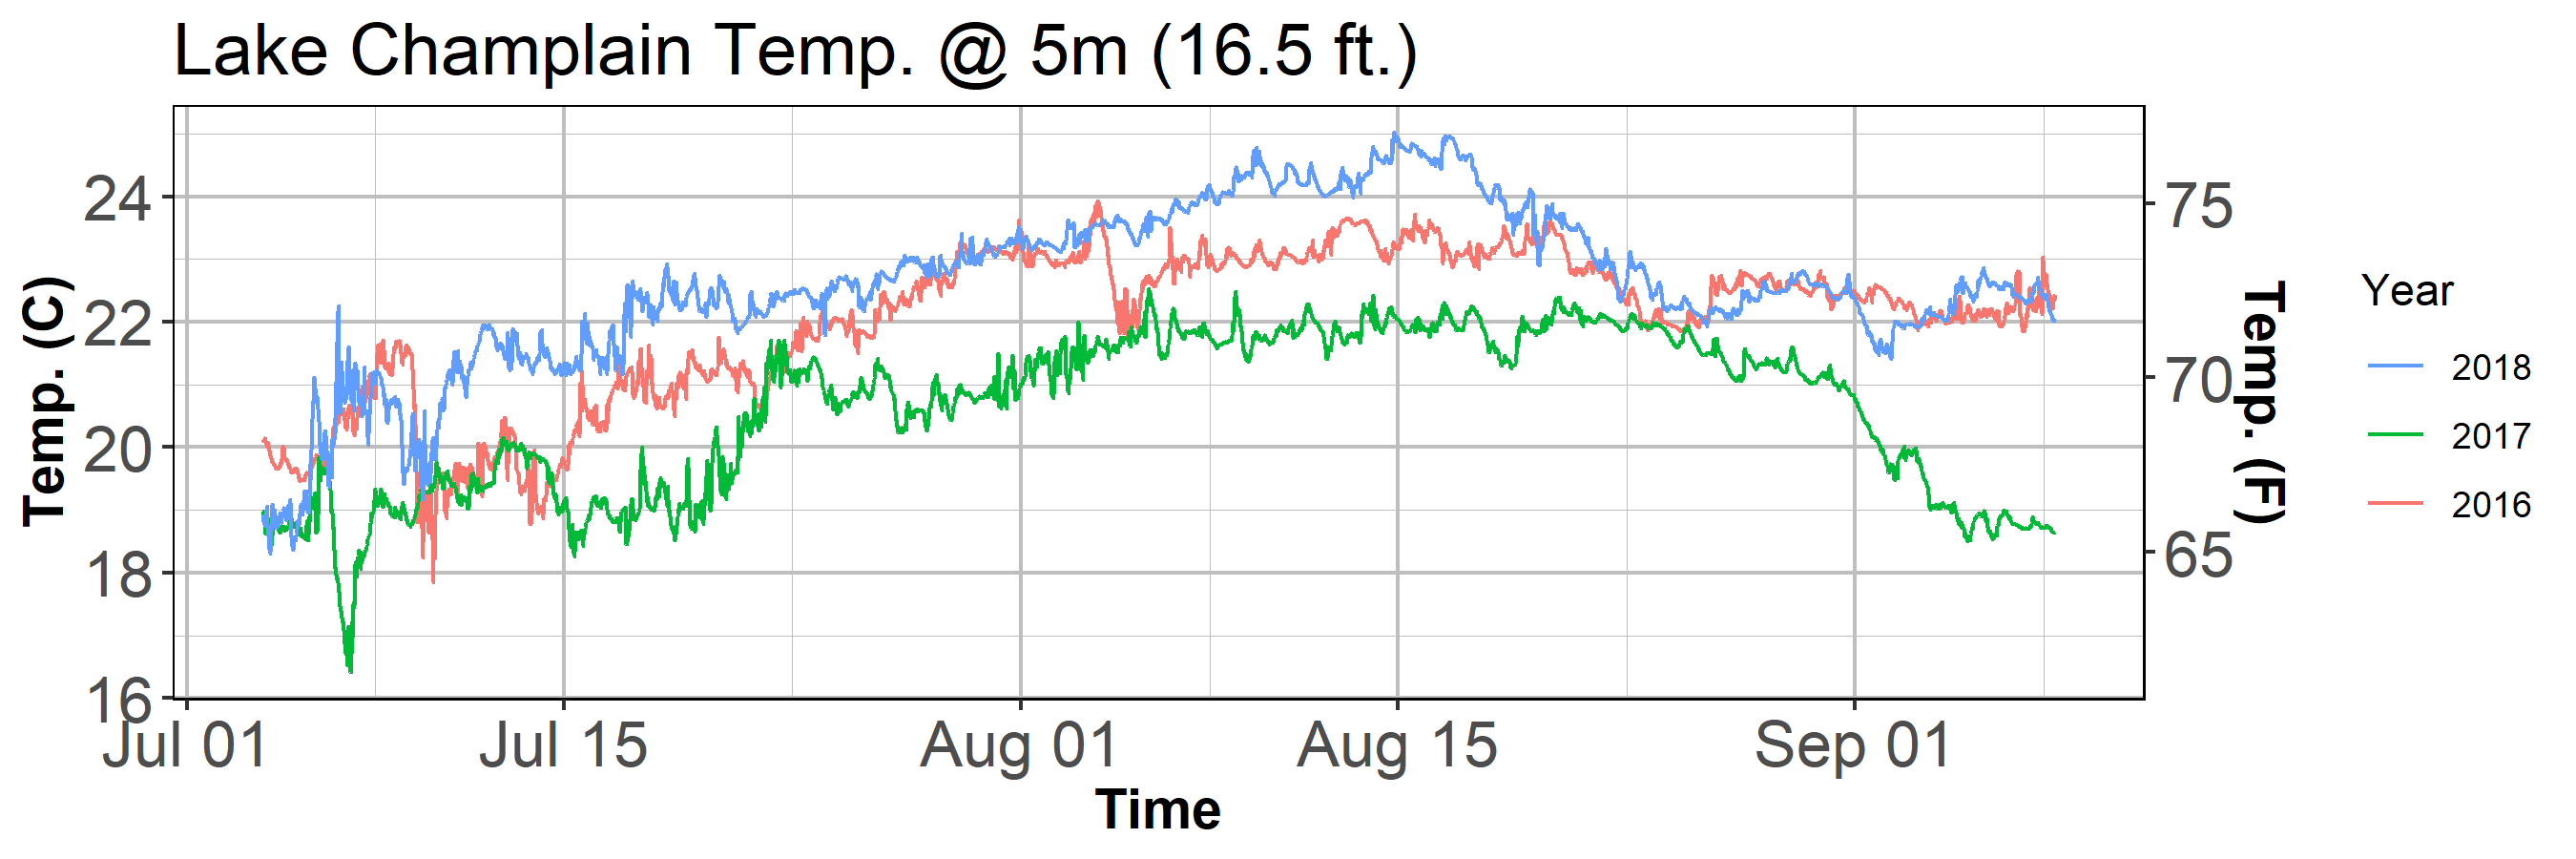 Lake Champlain Temp. @ 5m (16.5 ft.)
Temp. (C)
24
22
20
18
16
75
70
65
Temp. (F)
Jul 01
Jul 15
Aug 01
Aug 15
Sep 01
Time
Year
2018
2017
2016